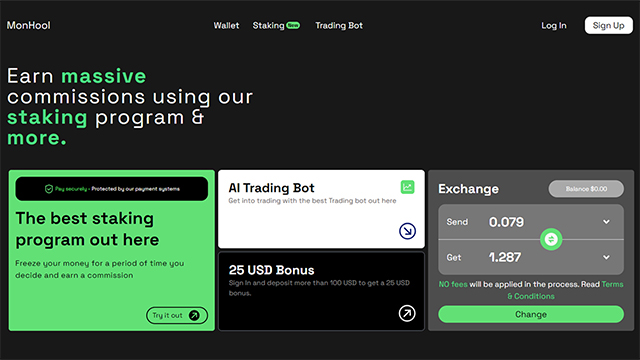 MonHool
Wallet
Staking New
Trading Bot
Log In
Sign Up
Earn massive
commissions using our
staking program &
more.
Pay securely - Protected by our payment systems
The best staking
program out here
Freeze your money for a period of time you
decide and earn a commission
Try it out
AI Trading Bot
Get into trading with the best Trading bot out here
25 USD Bonus
Sign In and deposit more than 100 USD to get a 25 USD
bonus.
Exchange
Balance $0.00
Send 0.079
Get 1.287
NO fees will be applied in the process. Read Terms
& Conditions
Change